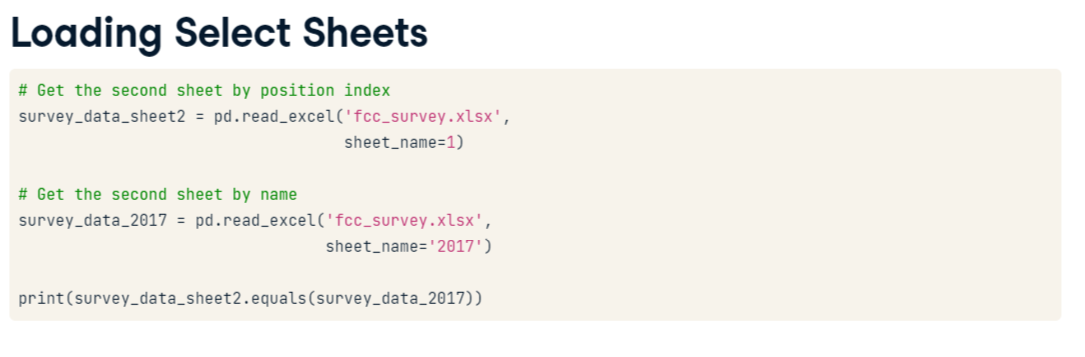 Loading Select Sheets
# Get the second sheet by position index
survey_data_sheet2 = pd.read_excel('fcc_survey.xlsx',
sheet_name=1)
# Get the second sheet by name
survey_data_2017 = pd.read_excel('fcc_survey.xlsx',
sheet_name='2017')
print(survey_data_sheet2.equals(survey_data_2017))